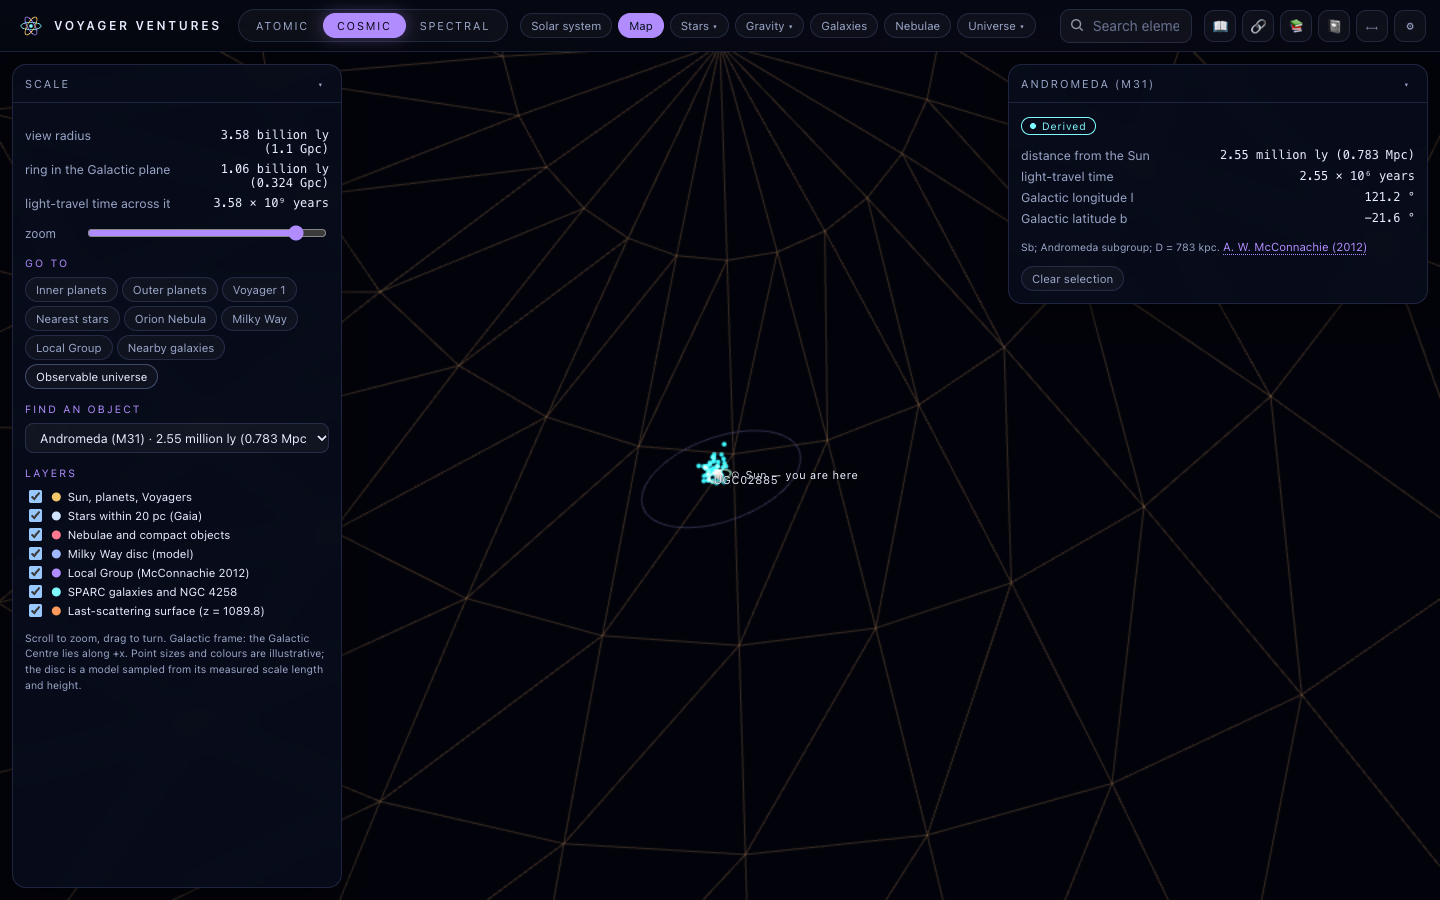 VOYAGER VENTURES
ATOMIC COSMIC SPECTRAL
Solar system Map Stars Gravity Galaxies Nebulae Universe
Search eleme
SCALE
view radius 3.58 billion ly (1.1 Gpc)
ring in the Galactic plane 1.06 billion ly (0.324 Gpc)
light-travel time across it 3.58 × 10⁹ years
zoom
GO TO
Inner planets Outer planets Voyager 1
Nearest stars Orion Nebula Milky Way
Local Group Nearby galaxies
Observable universe
FIND AN OBJECT
Andromeda (M31) · 2.55 million ly (0.783 Mpc
LAYERS
Sun, planets, Voyagers
Stars within 20 pc (Gaia)
Nebulae and compact objects
Milky Way disc (model)
Local Group (McConnachie 2012)
SPARC galaxies and NGC 4258
Last-scattering surface (z = 1089.8)
Scroll to zoom, drag to turn. Galactic frame: the Galactic
Centre lies along +x. Point sizes and colours are illustrative;
the disc is a model sampled from its measured scale length
and height.
Sun — you are here
UGC02885
ANDROMEDA (M31)
Derived
distance from the Sun 2.55 million ly (0.783 Mpc)
light-travel time 2.55 × 10⁶ years
Galactic longitude l 121.2 °
Galactic latitude b −21.6 °
Sb; Andromeda subgroup; D = 783 kpc. A. W. McConnachie (2012)
Clear selection